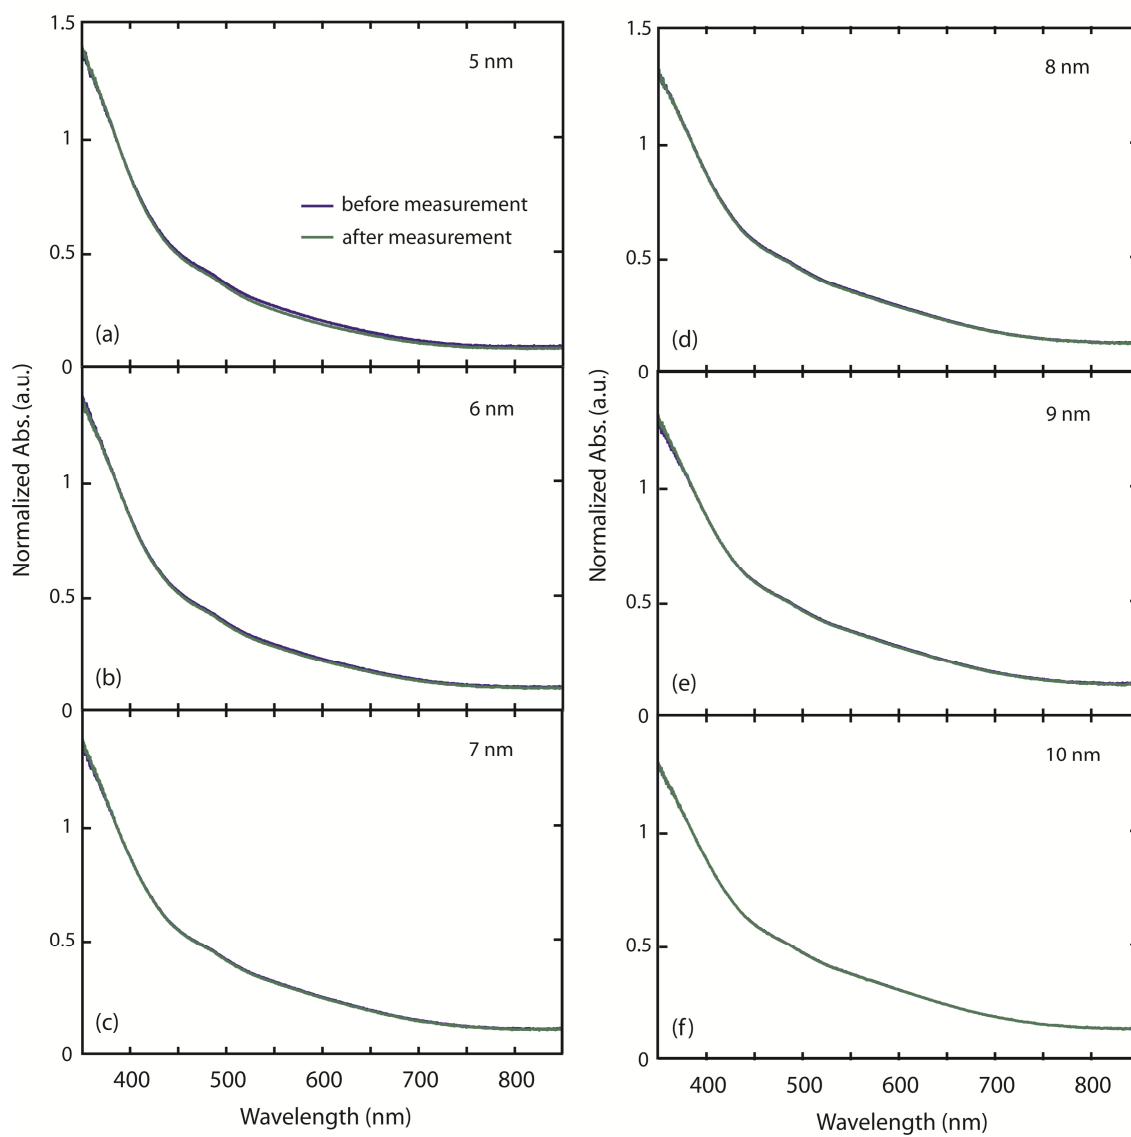 1.5
5 nm
1
before measurement
after measurement
0.5
(a)
0
6 nm
1
0.5
(b)
0
7 nm
1
0.5
(c)
0
400 500 600 700 800
Wavelength (nm)
Normalized Abs. (a.u.)
1.5
8 nm
1
0.5
(d)
0
9 nm
1
0.5
(e)
0
10 nm
1
0.5
(f)
0
400 500 600 700 800
Wavelength (nm)
Normalized Abs. (a.u.)